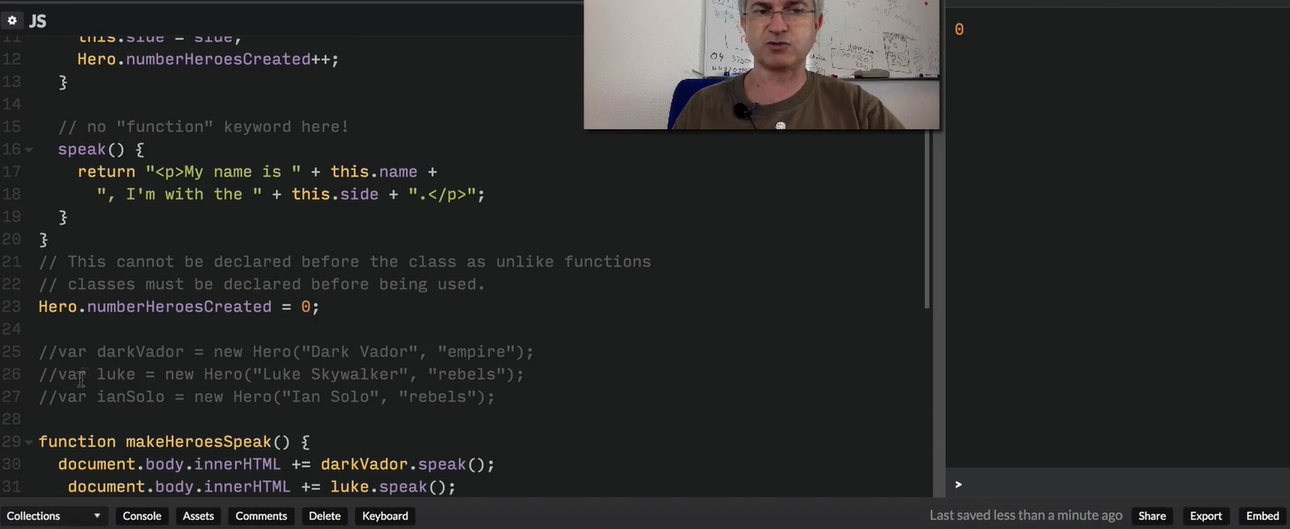 JS
11 this.side = side;
12 Hero.numberHeroesCreated++;
13 }
14
15 // no "function" keyword here!
16 speak() {
17 return "<p>My name is " + this.name +
18 ", I'm with the " + this.side + ".</p>";
19 }
20 }
21 // This cannot be declared before the class as unlike functions
22 // classes must be declared before being used.
23 Hero.numberHeroesCreated = 0;
24
25 //var darkVador = new Hero("Dark Vador", "empire");
26 //var luke = new Hero("Luke Skywalker", "rebels");
27 //var ianSolo = new Hero("Ian Solo", "rebels");
28
29 function makeHeroesSpeak() {
30 document.body.innerHTML += darkVador.speak();
31 document.body.innerHTML += luke.speak();
0
>
Collections Console Assets Comments Delete Keyboard Last saved less than a minute ago Share Export Embed